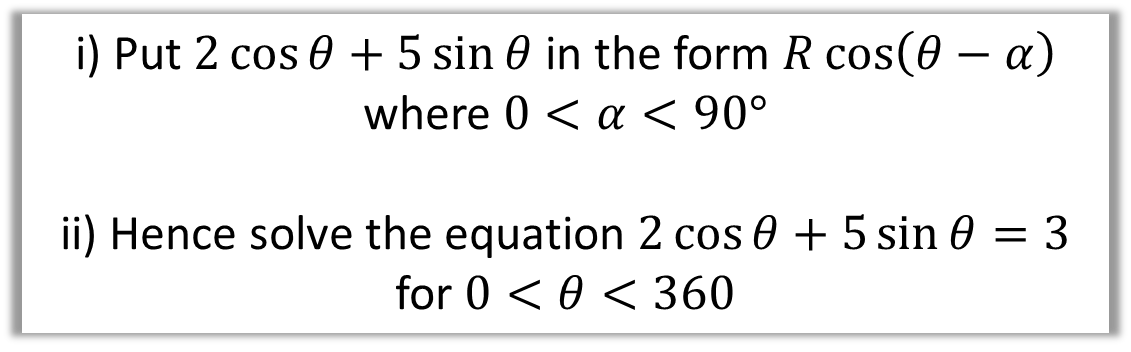 i) Put 2 cos θ + 5 sin θ in the form R cos(θ − α)
where 0 < α < 90°
ii) Hence solve the equation 2 cos θ + 5 sin θ = 3
for 0 < θ < 360